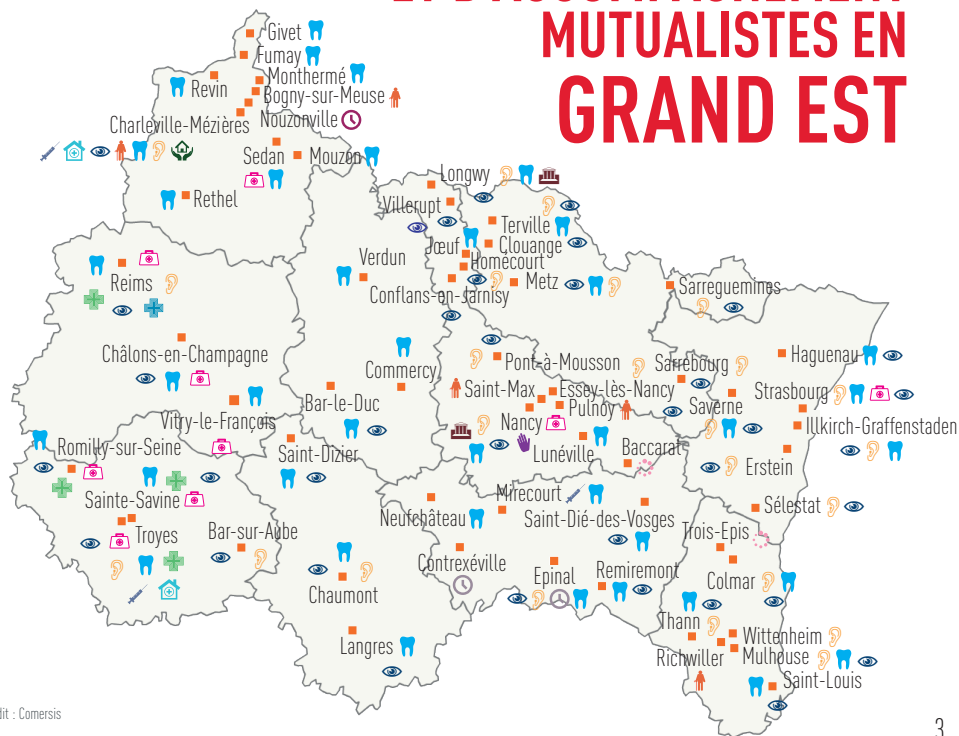 MUTUALISTES EN
GRAND EST
Givet
Fumay
Monthermé
Revin
Bogny-sur-Meuse
Charleville-Mézières
Nouzonville
Sedan
Mouzon
Rethel
Longwy
Villerupt
Terville
Clouange
Jœuf
Homécourt
Verdun
Metz
Conflans-en-Jarnisy
Reims
Sarreguemines
Châlons-en-Champagne
Commercy
Pont-à-Mousson
Sarrebourg
Haguenau
Bar-le-Duc
Saint-Max
Essey-lès-Nancy
Pulnoy
Strasbourg
Saverne
Vitry-le-François
Nancy
Illkirch-Graffenstaden
Romilly-sur-Seine
Saint-Dizier
Lunéville
Baccarat
Erstein
Sainte-Savine
Mirecourt
Neufchâteau
Saint-Dié-des-Vosges
Sélestat
Troyes
Bar-sur-Aube
Trois-Epis
Contrexéville
Epinal
Remiremont
Colmar
Chaumont
Thann
Wittenheim
Langres
Richwiller
Mulhouse
Saint-Louis
dit : Comersis
3